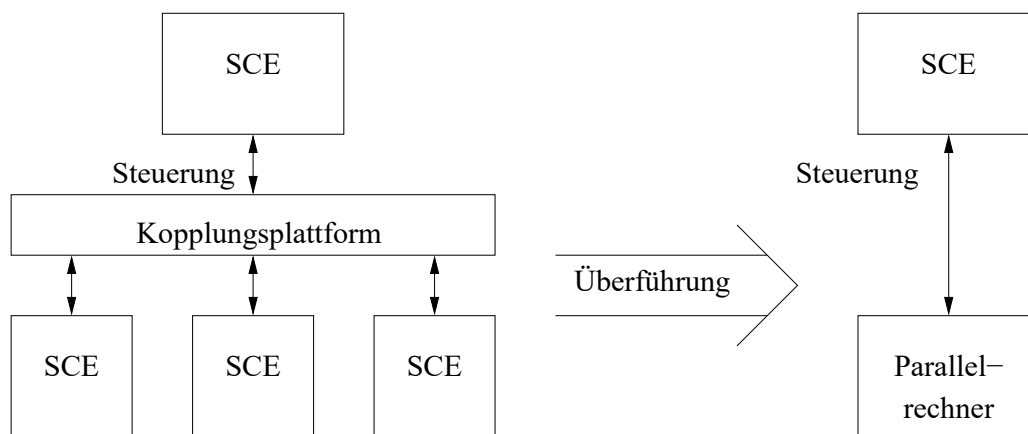 SCE
SCE
Steuerung
Steuerung
Kopplungsplattform
Überführung
SCE
SCE
SCE
Parallel−
rechner